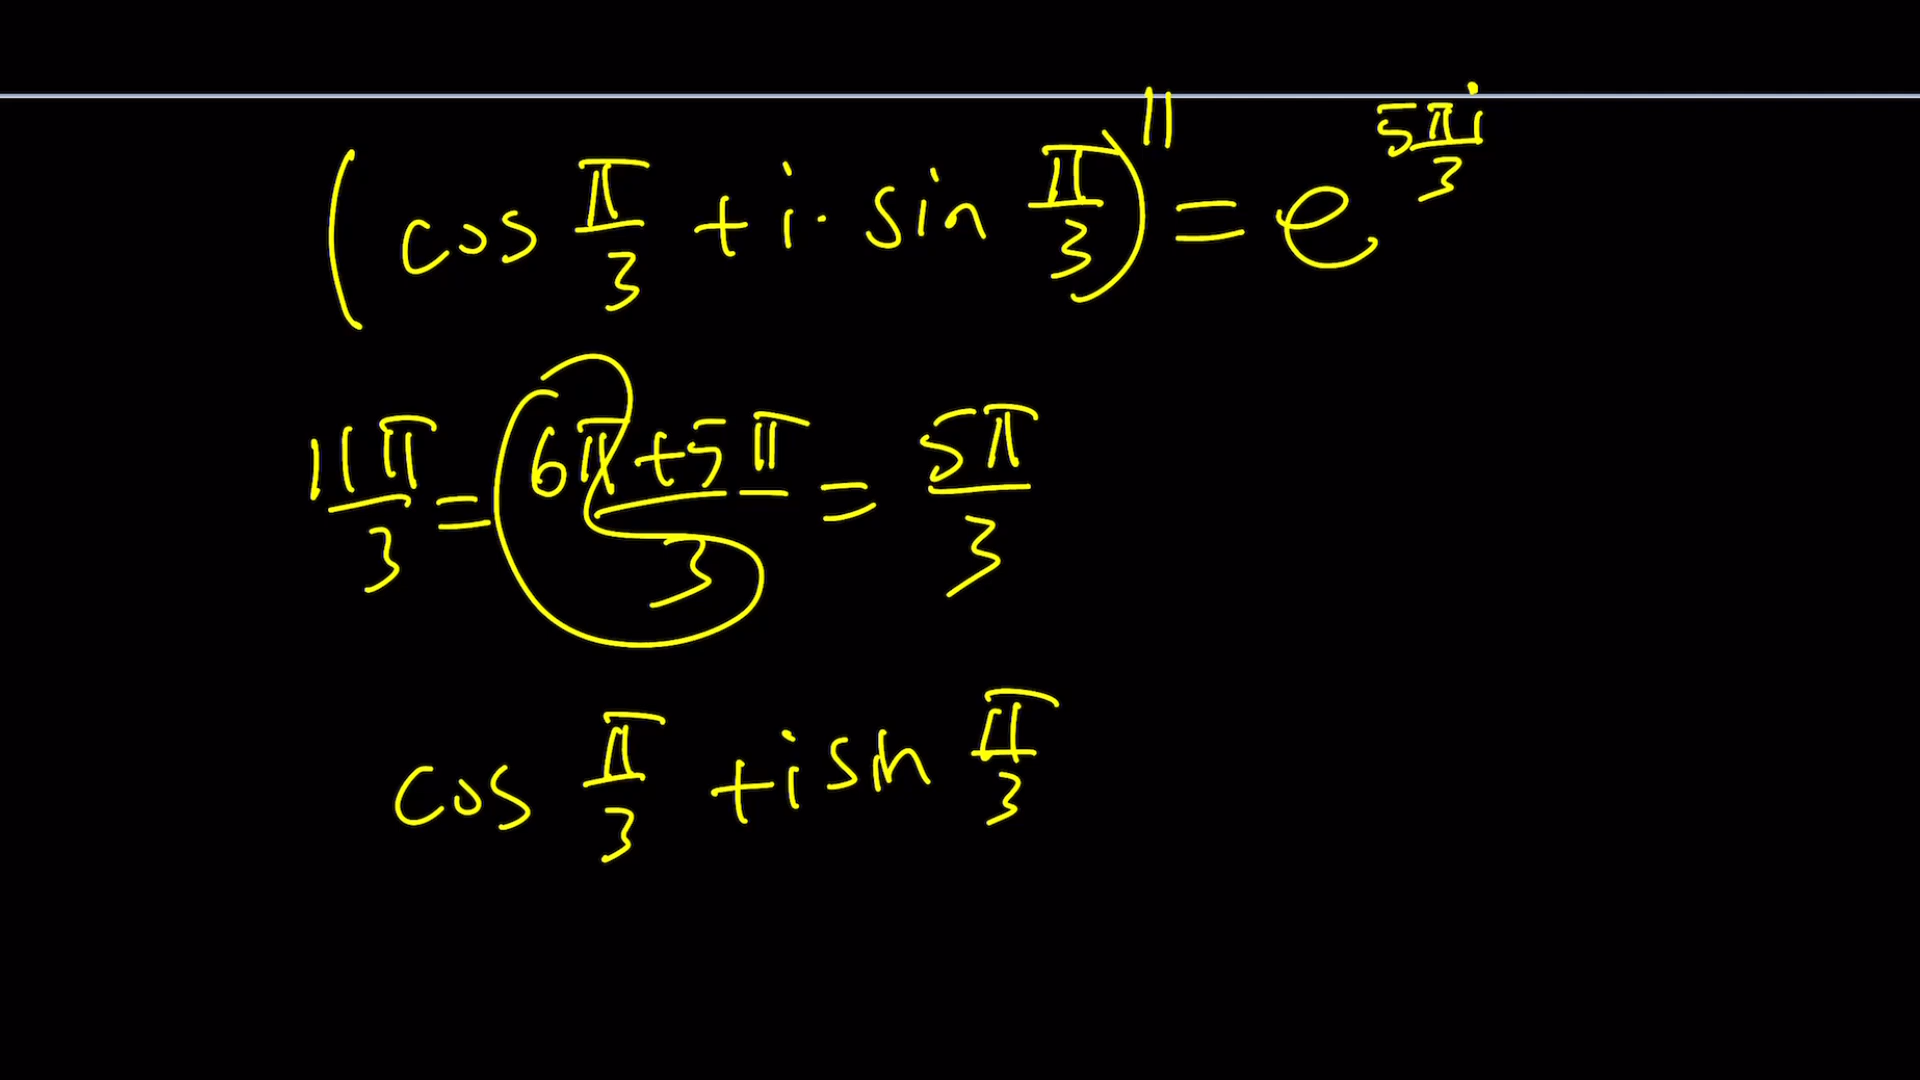 (cos π/3 + i · sin π/3)^11 = e^(5πi/3)
11π/3 = (6π+5π)/3 = 5π/3
cos π/3 + i sin π/3